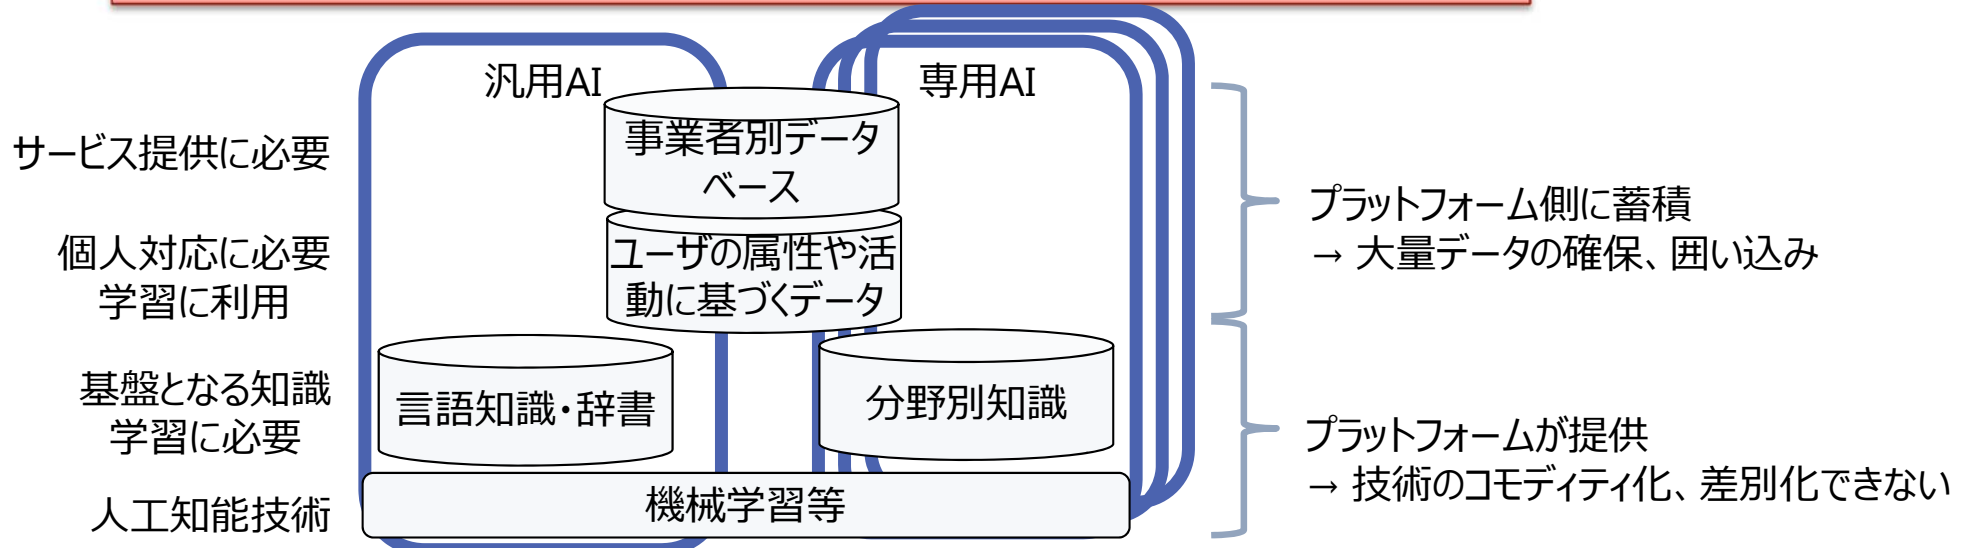 汎用AI
専用AI
サービス提供に必要
事業者別データ
ベース
個人対応に必要
学習に利用
ユーザの属性や活
動に基づくデータ
プラットフォーム側に蓄積
→ 大量データの確保、囲い込み
基盤となる知識
学習に必要
言語知識・辞書
分野別知識
人工知能技術
機械学習等
プラットフォームが提供
→ 技術のコモディティ化、差別化できない